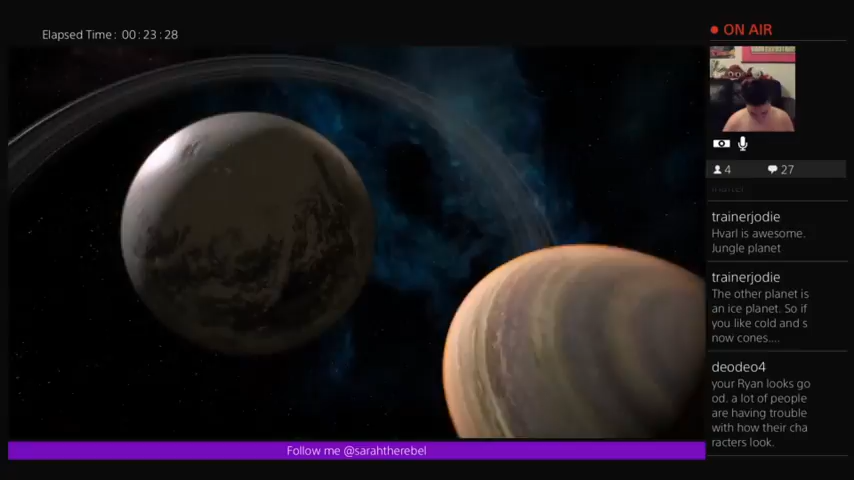 Elapsed Time: 00:23:28
ON AIR
4
27
trainerjodie
Hvarl is awesome.
Jungle planet
trainerjodie
The other planet is
an ice planet. So if
you like cold and s
now cones....
deodeo4
your Ryan looks go
od. a lot of people
are having trouble
with how their cha
racters look.
Follow me @sarahtherebel